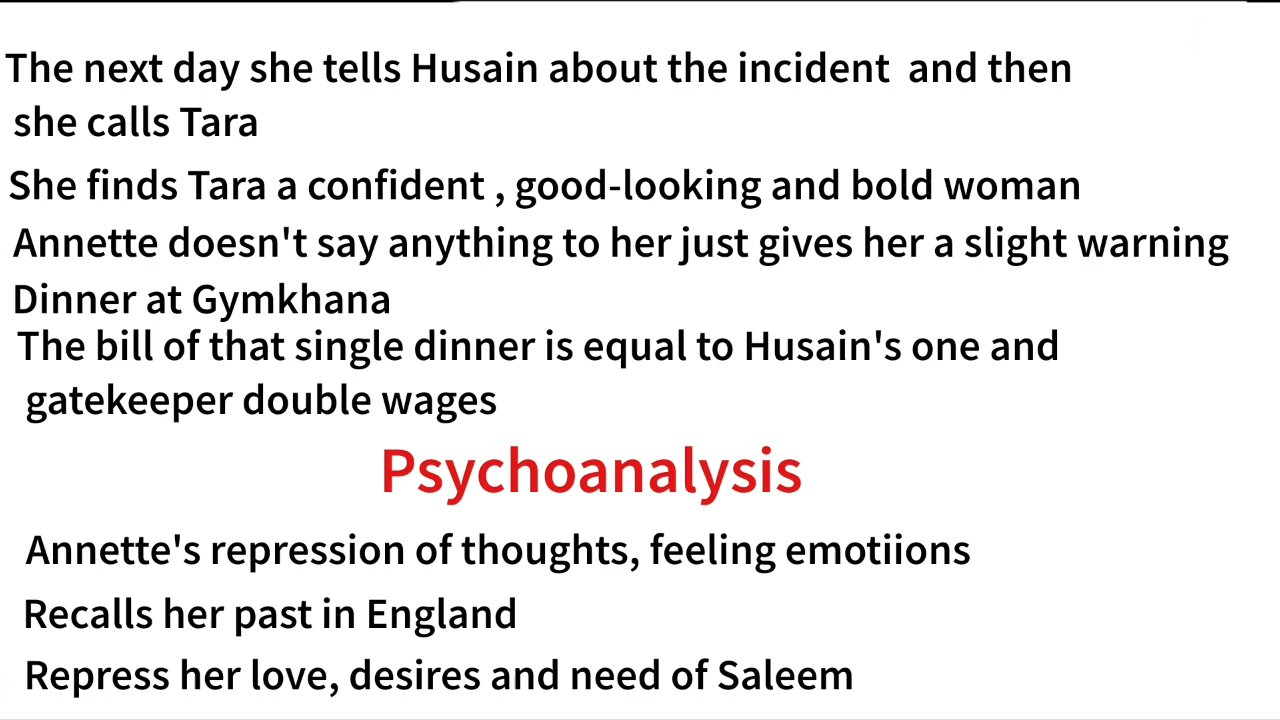 The next day she tells Husain about the incident  and then
she calls Tara
She finds Tara a confident , good-looking and bold woman
Annette doesn't say anything to her just gives her a slight warning
Dinner at Gymkhana
The bill of that single dinner is equal to Husain's one and
gatekeeper double wages
Psychoanalysis
Annette's repression of thoughts, feeling emotiions
Recalls her past in England
Repress her love, desires and need of Saleem